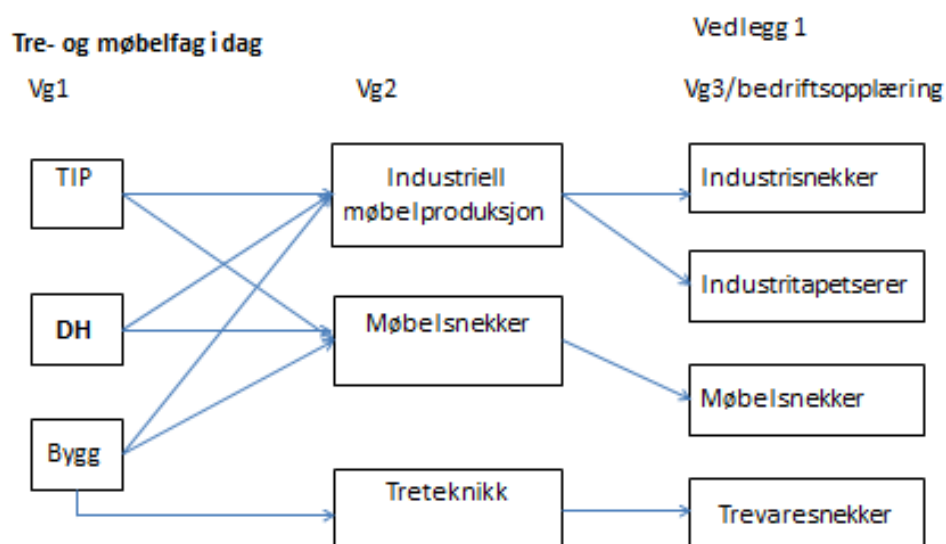 Vedlegg 1
Tre- og møbelfag i dag
Vg1
Vg2
Vg3/bedriftsopplæring
TIP
Industriell
møbelproduksjon
Industrisnekker
Industritapetserer
DH
Møbelsnekker
Møbelsnekker
Bygg
Treteknikk
Trevaresnekker